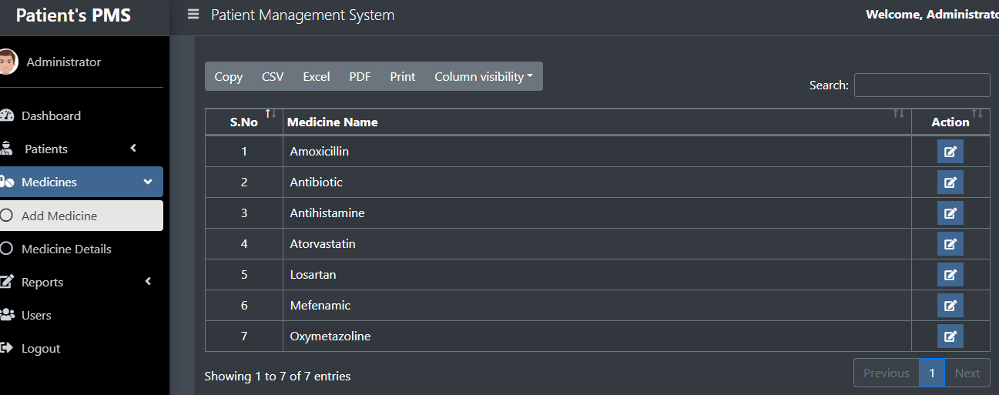 Patient's PMS
Patient Management System
Welcome, Administrato
Administrator
Dashboard
Patients
Medicines
Add Medicine
Medicine Details
Reports
Users
Logout
Copy CSV Excel PDF Print Column visibility
Search:
S.No Medicine Name Action
1 Amoxicillin
2 Antibiotic
3 Antihistamine
4 Atorvastatin
5 Losartan
6 Mefenamic
7 Oxymetazoline
Showing 1 to 7 of 7 entries
Previous 1 Next